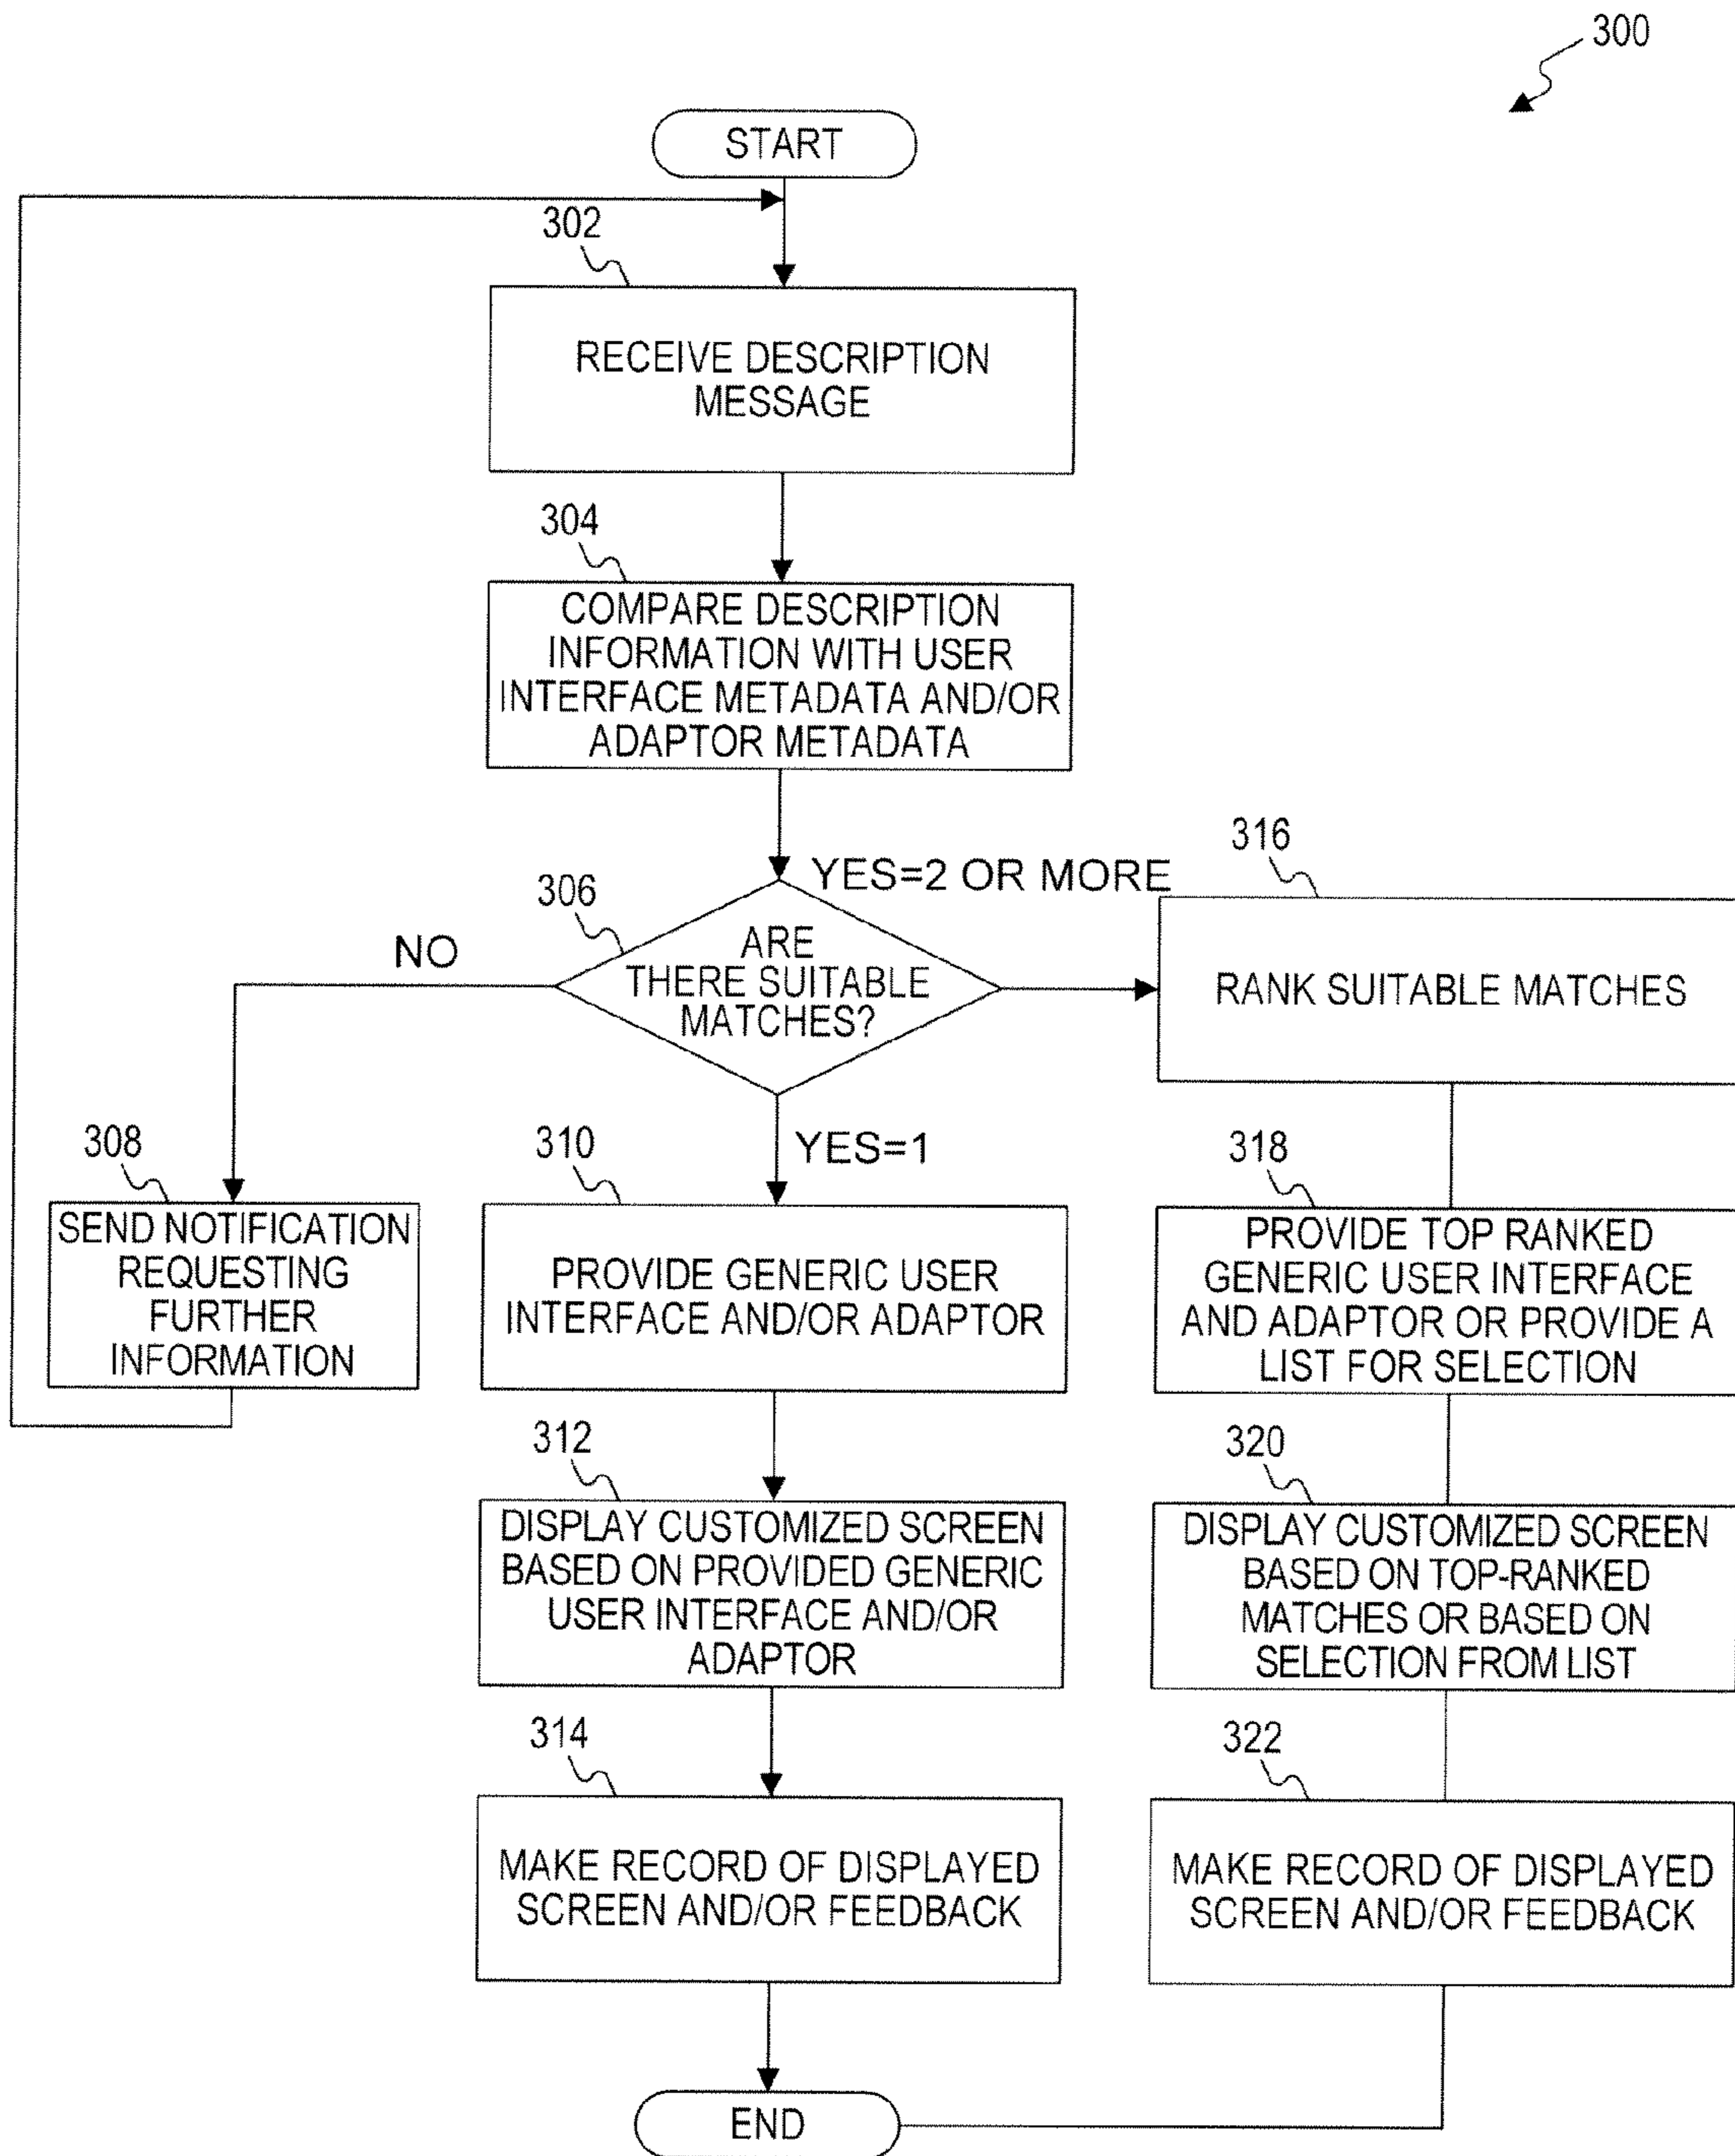 300
START
302
RECEIVE DESCRIPTION
MESSAGE
304
COMPARE DESCRIPTION
INFORMATION WITH USER
INTERFACE METADATA AND/OR
ADAPTOR METADATA
306
ARE
THERE SUITABLE
MATCHES?
NO
YES=2 OR MORE
YES=1
308
SEND NOTIFICATION
REQUESTING
FURTHER
INFORMATION
310
PROVIDE GENERIC USER
INTERFACE AND/OR ADAPTOR
312
DISPLAY CUSTOMIZED SCREEN
BASED ON PROVIDED GENERIC
USER INTERFACE AND/OR
ADAPTOR
314
MAKE RECORD OF DISPLAYED
SCREEN AND/OR FEEDBACK
316
RANK SUITABLE MATCHES
318
PROVIDE TOP RANKED
GENERIC USER INTERFACE
AND ADAPTOR OR PROVIDE A
LIST FOR SELECTION
320
DISPLAY CUSTOMIZED SCREEN
BASED ON TOP-RANKED
MATCHES OR BASED ON
SELECTION FROM LIST
322
MAKE RECORD OF DISPLAYED
SCREEN AND/OR FEEDBACK
END